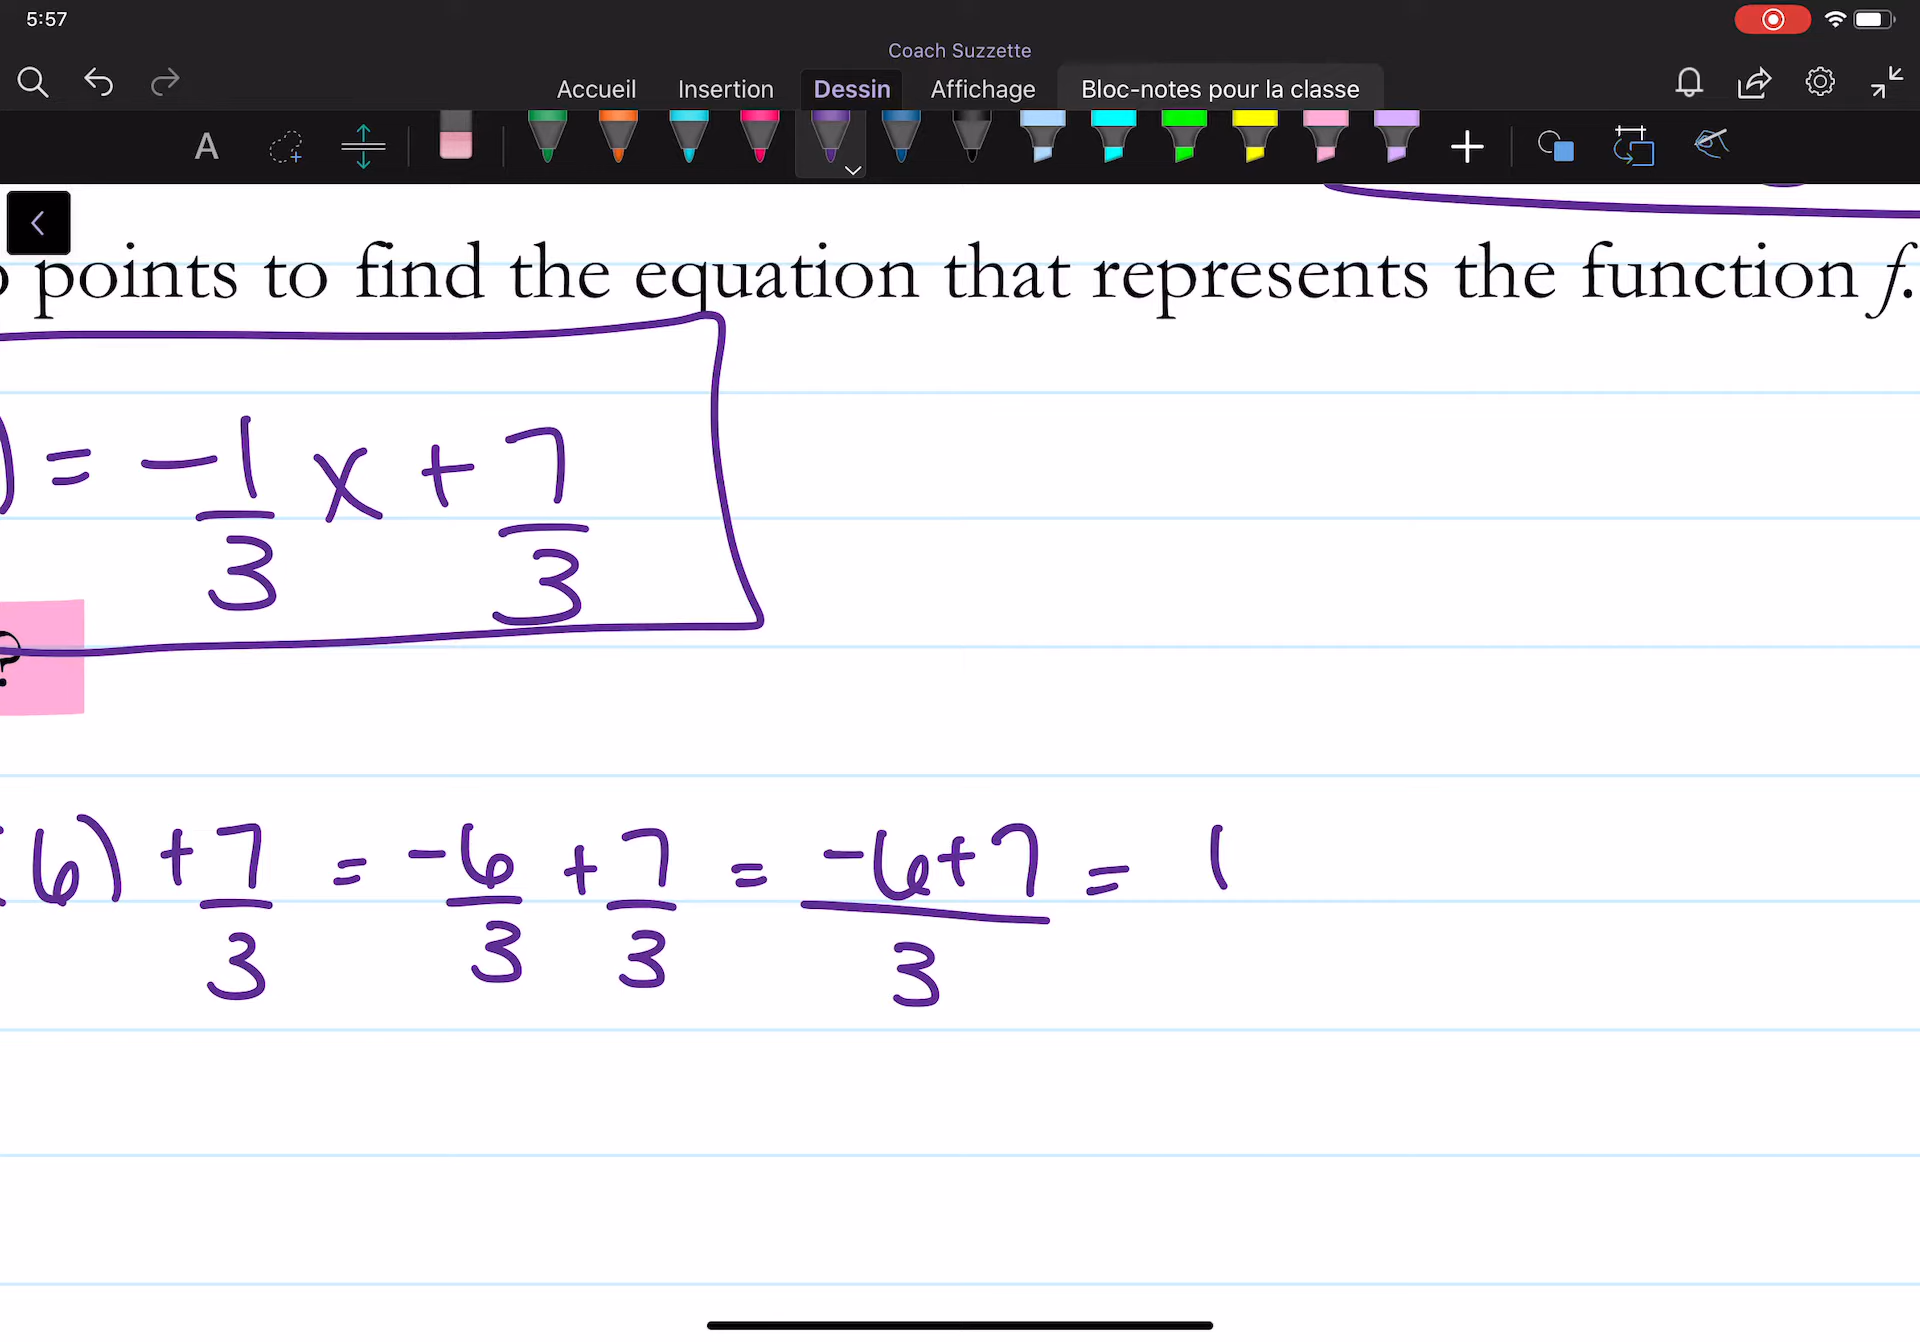 5:57
Coach Suzzette
Accueil Insertion Dessin Affichage Bloc-notes pour la classe
A
points to find the equation that represents the function f.
) = -1/3 x + 7/3
?
(6) + 7/3 = -6/3 + 7/3 = -6+7/3 = 1